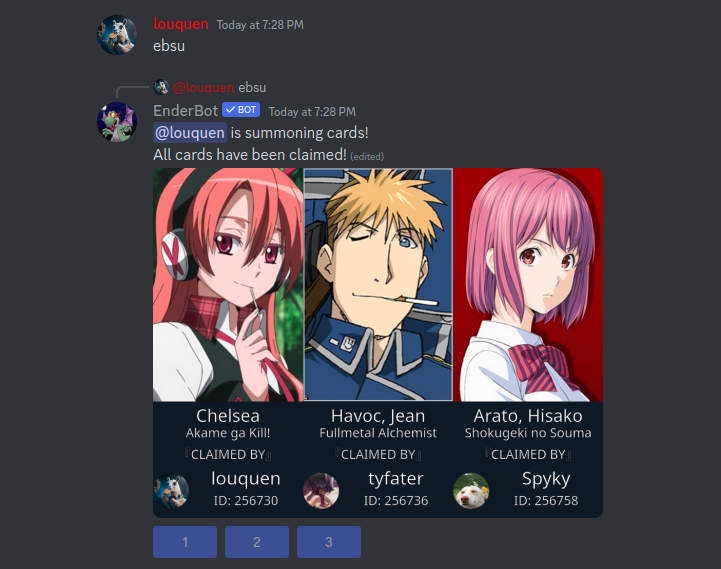 louquen Today at 7:28 PM
ebsu
@louquen ebsu
EnderBot ✓ BOT Today at 7:28 PM
@louquen is summoning cards!
All cards have been claimed! (edited)
Chelsea Havoc, Jean Arato, Hisako
Akame ga Kill! Fullmetal Alchemist Shokugeki no Souma
『CLAIMED BY』 『CLAIMED BY』 『CLAIMED BY』
louquen tyfater Spyky
ID: 256730 ID: 256736 ID: 256758
1 2 3